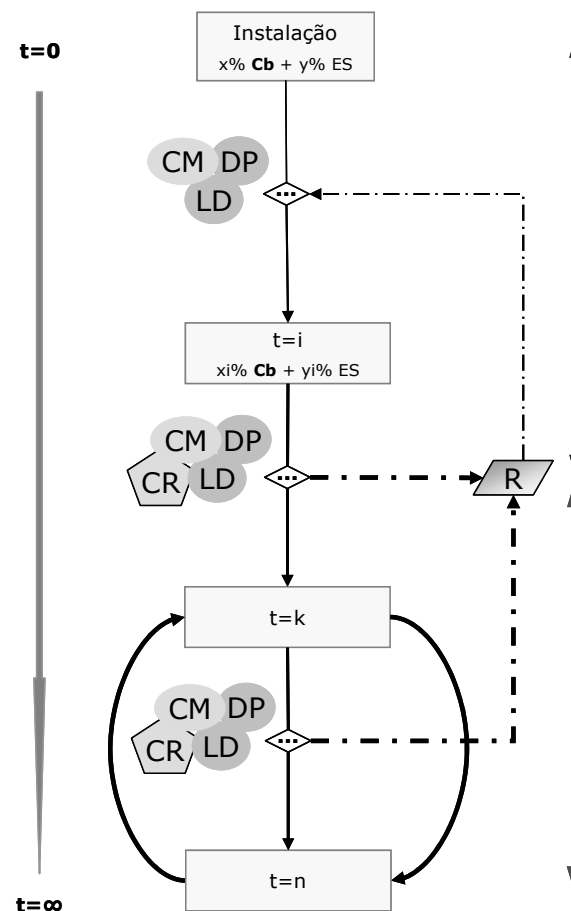 t=0
Instalação
x% Cb + y% ES
CM DP
LD
...
t=i
xi% Cb + yi% ES
CM DP
CR LD
...
R
t=k
CM DP
CR LD
...
t=n
t=∞